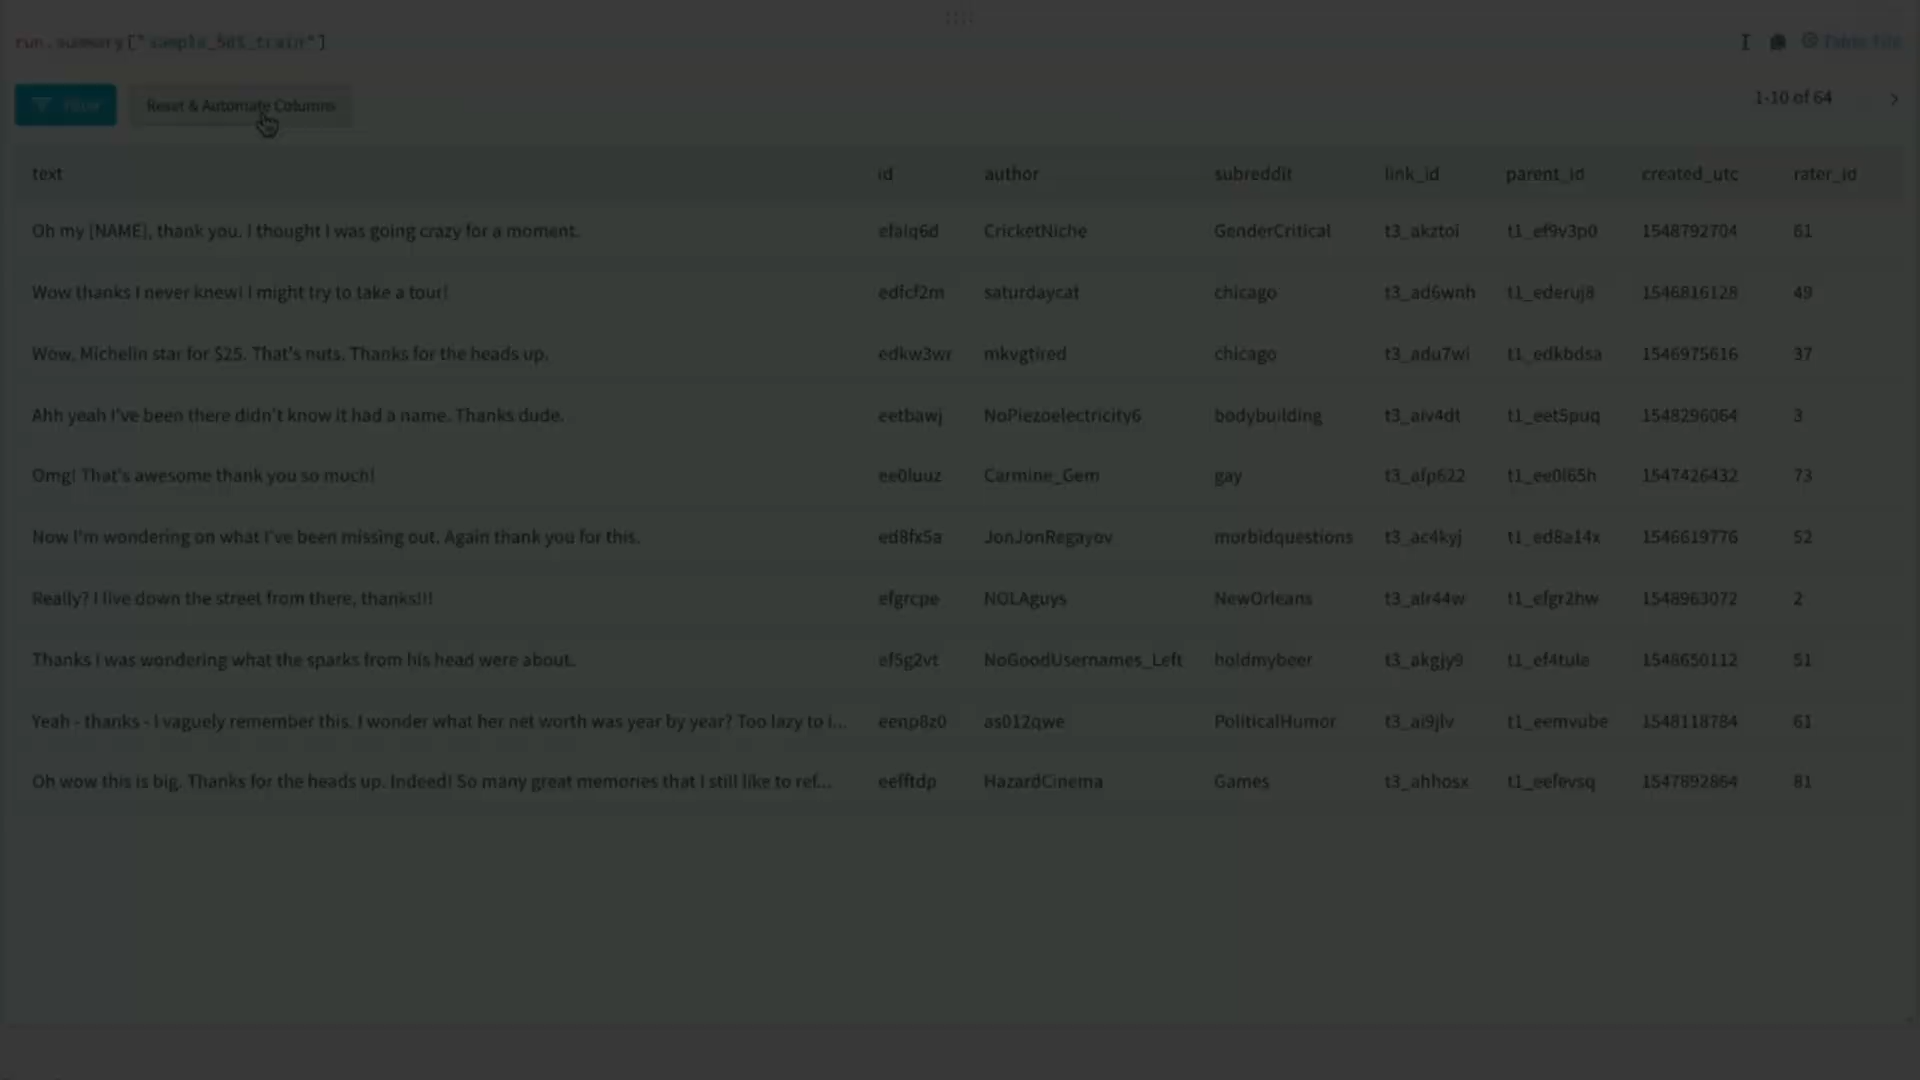 run.summary["sample_50k_train"]
Table File
Filter
Reset & Automate Columns
1-10 of 64
text id author subreddit link_id parent_id created_utc rater_id
Oh my [NAME], thank you. I thought I was going crazy for a moment. efaiq6d CricketNiche GenderCritical t3_akztoi t1_ef9v3p0 1548792704 61
Wow thanks I never knew! I might try to take a tour! edfcf2m saturdaycat chicago t3_ad6wnh t1_ederuj8 1546816128 49
Wow, Michelin star for $25. That's nuts. Thanks for the heads up. edkw3wr mkvgtired chicago t3_adu7wi t1_edkbdsa 1546975616 37
Ahh yeah I've been there didn't know it had a name. Thanks dude. eetbawj NoPiezoelectricity6 bodybuilding t3_aiv4dt t1_eet5puq 1548296064 3
Omg! That's awesome thank you so much! ee0luuz Carmine_Gem gay t3_afp622 t1_ee0l65h 1547426432 73
Now I'm wondering on what I've been missing out. Again thank you for this. ed8fx5a JonJonRegayov morbidquestions t3_ac4kyj t1_ed8a14x 1546619776 52
Really? I live down the street from there, thanks!!! efgrcpe NOLAguys NewOrleans t3_alr44w t1_efgr2hw 1548963072 2
Thanks I was wondering what the sparks from his head were about. ef5g2vt NoGoodUsernames_Left holdmybeer t3_akgjy9 t1_ef4tula 1548650112 51
Yeah - thanks - I vaguely remember this. I wonder what her net worth was year by year? Too lazy to i... eenp8z0 as012qwe PoliticalHumor t3_ai9jlv t1_eemvube 1548118784 61
Oh wow this is big. Thanks for the heads up. Indeed! So many great memories that I still like to ref... eefftdp HazardCinema Games t3_ahhosx t1_eefevsq 1547892864 81